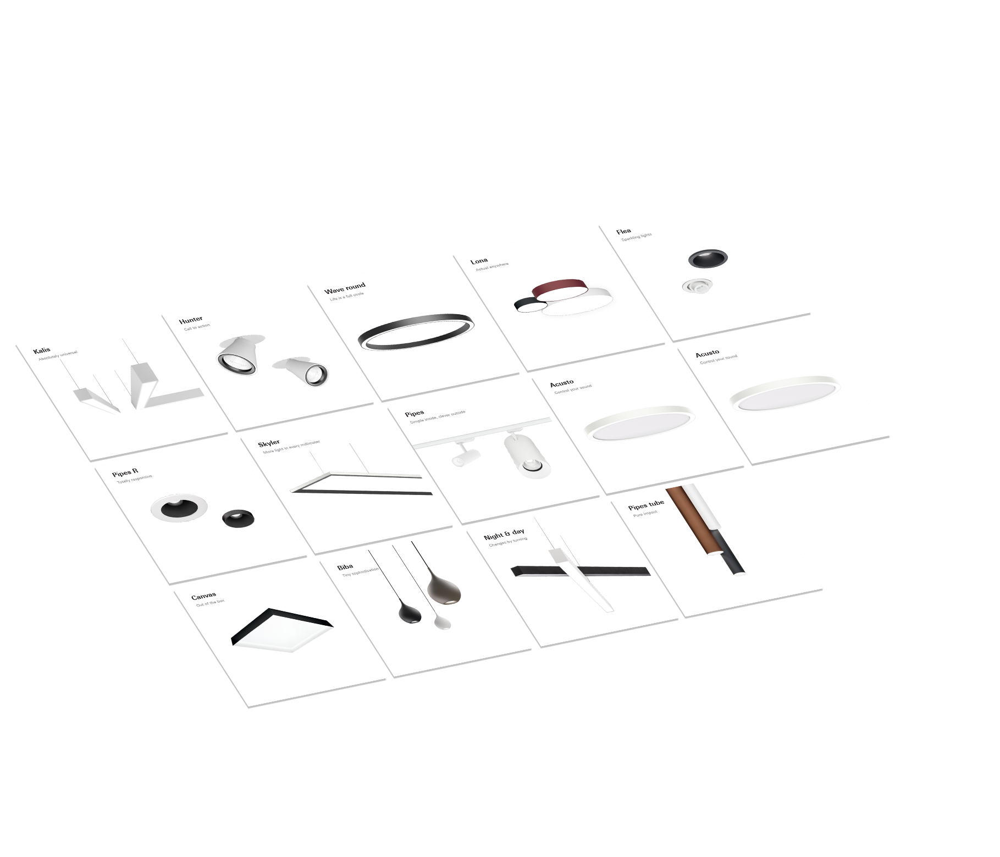 Kalis
Absolutely universal
Hunter
Call to action
Wave round
Life is a full circle
Lona
Actual anywhere
Flea
Sparkling lights
Pipes R
Totally responsive
Skyler
More light in every millimeter
Pipes
Simple inside, clever outside
Acusto
Control your sound
Acusto
Control your sound
Canvas
Out of the box
Biba
Tiny sophistication
Night & day
Changes by turning
Pipes tube
Pure impact